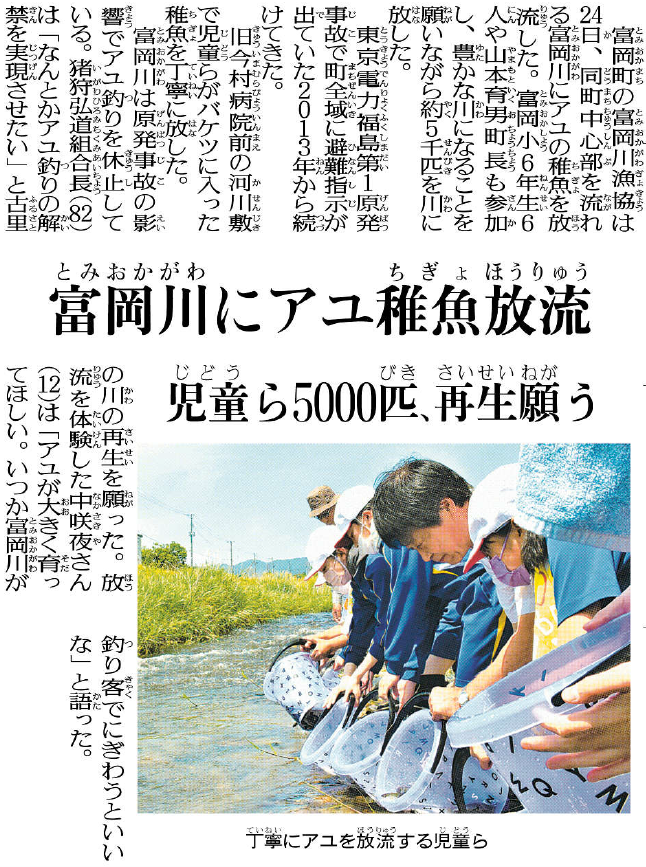 富岡川にアユ稚魚放流
児童ら5000匹、再生願う
富岡町の富岡川漁協は
24日、同町中心部を流れ
る富岡川にアユの稚魚を放
流した。富岡小6年生6
人や山本育男町長も参加
し、豊かな川になることを
願いながら約5千匹を川に
放した。
東京電力福島第1原発
事故で町全域に避難指示が
出ていた2013年から続
けてきた。
旧今村病院前の河川敷
で児童らがバケツに入った
稚魚を丁寧に放した。
富岡川は原発事故の影
響でアユ釣りを休止して
いる。猪狩弘道組合長(82)
は「なんとかアユ釣りの解
禁を実現させたい」と古里
の川の再生を願った。放
流を体験した中咲夜さん
(12)は「アユが大きく育っ
てほしい。いつか富岡川が
釣り客でにぎわうといい
な」と語った。
丁寧にアユを放流する児童ら